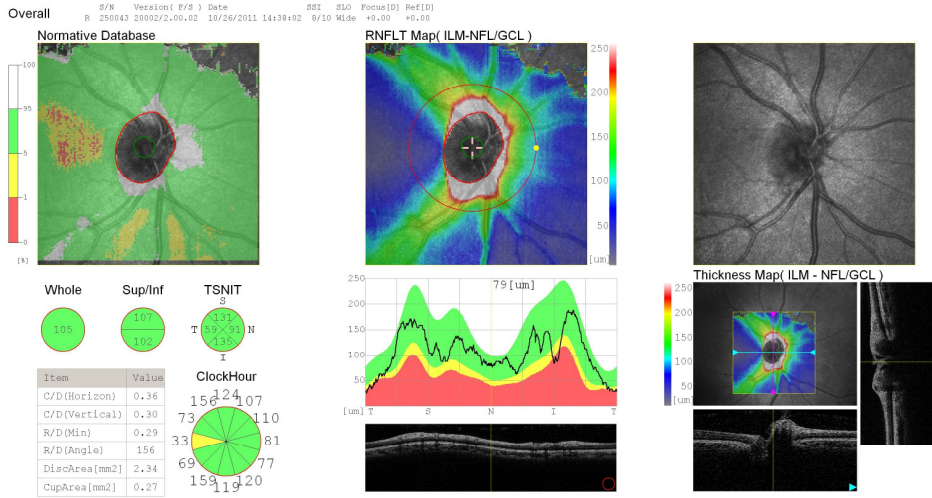 Overall
S/N Version( F/S ) Date SSI SLO Focus[D] Ref[D]
R 250043 20002/2.00.02 10/26/2011 14:38:02 8/10 Wide +0.00 +0.00
Normative Database
RNFLT Map( ILM-NFL/GCL )
100
95
5
1
0
[%]
250
200
150
100
50
[um]
Whole
Sup/Inf
TSNIT
105
107
102
S
T
N
I
131
59
91
135
79[um]
250
200
150
100
50
[um] T S N I T
Thickness Map( ILM - NFL/GCL )
250
200
150
100
50
[um]
Item Value
C/D(Horizon) 0.36
C/D(Vertical) 0.30
R/D(Min) 0.29
R/D(Angle) 156
DiscArea[mm2] 2.34
CupArea[mm2] 0.27
ClockHour
124
156 107
73 110
33 81
69 77
159 120
119